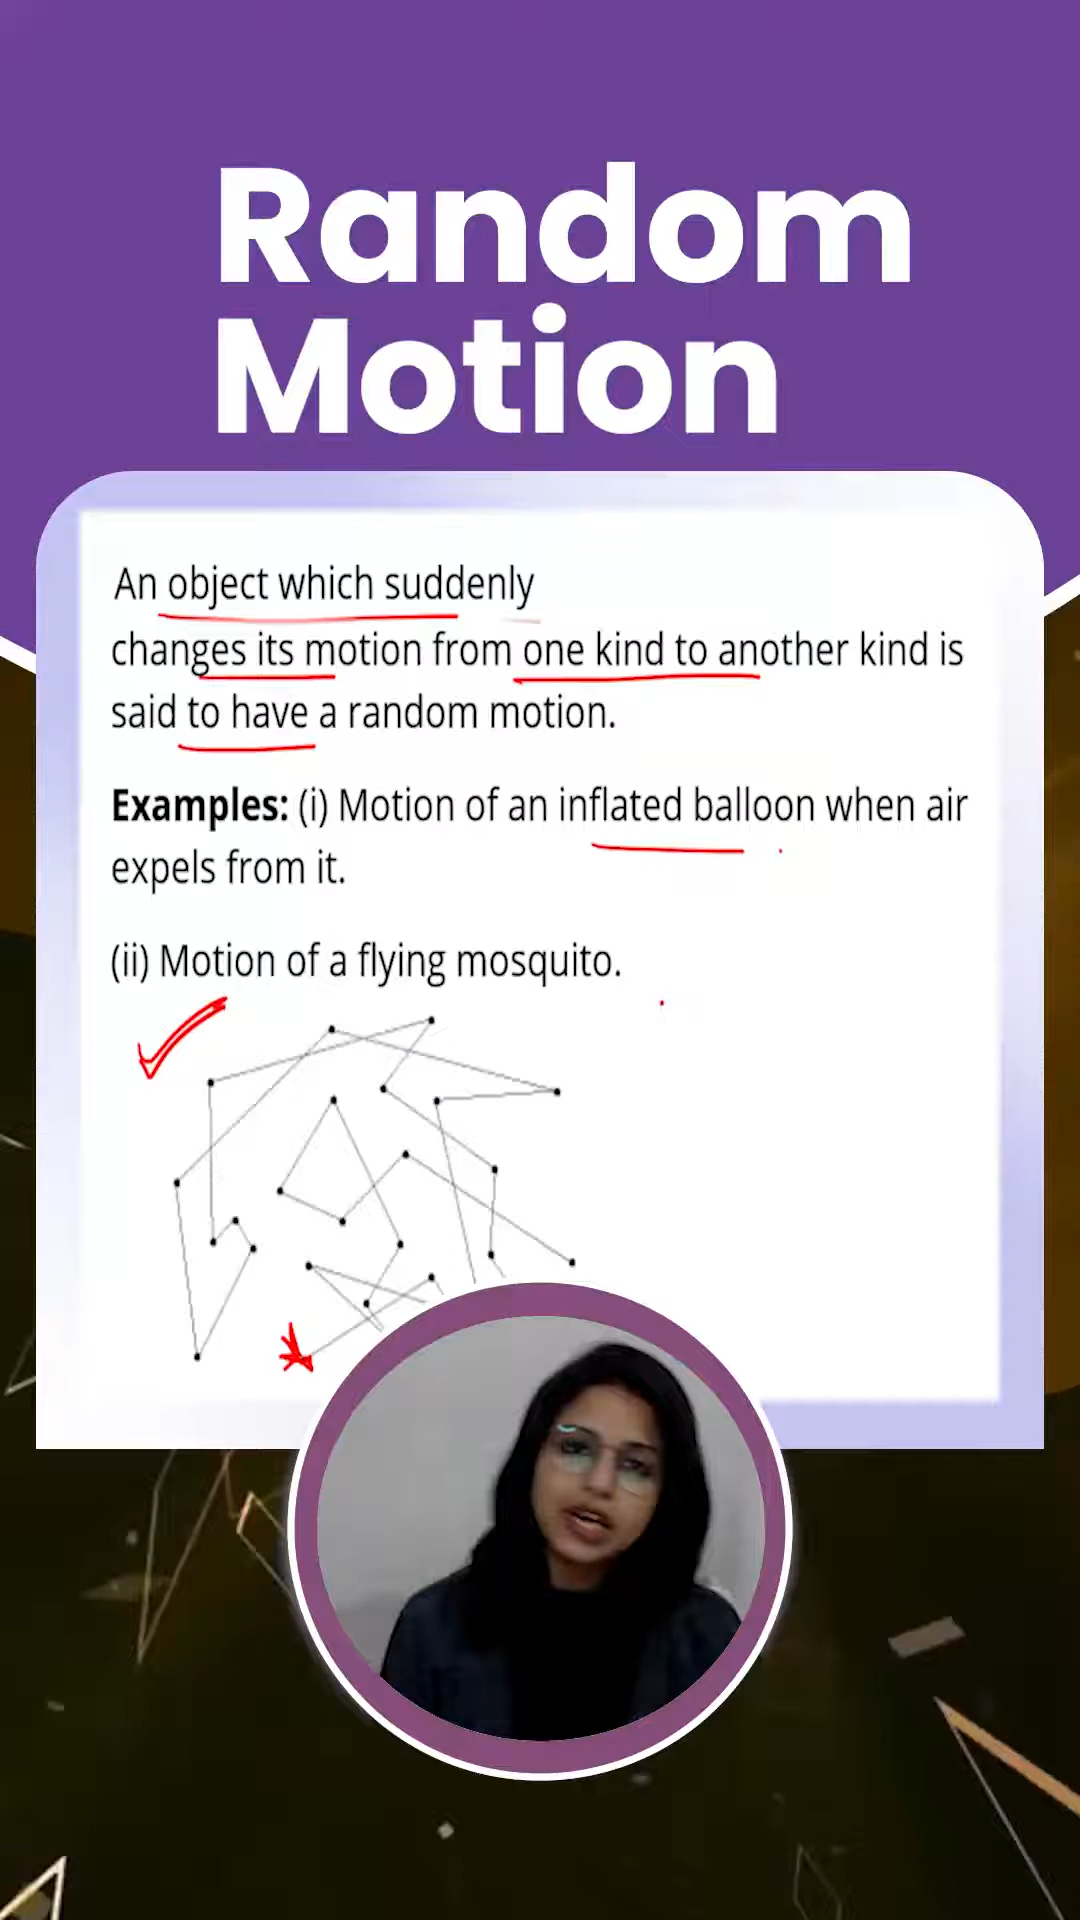 Random
Motion
An object which suddenly
changes its motion from one kind to another kind is
said to have a random motion.
Examples: (i) Motion of an inflated balloon when air
expels from it.
(ii) Motion of a flying mosquito.